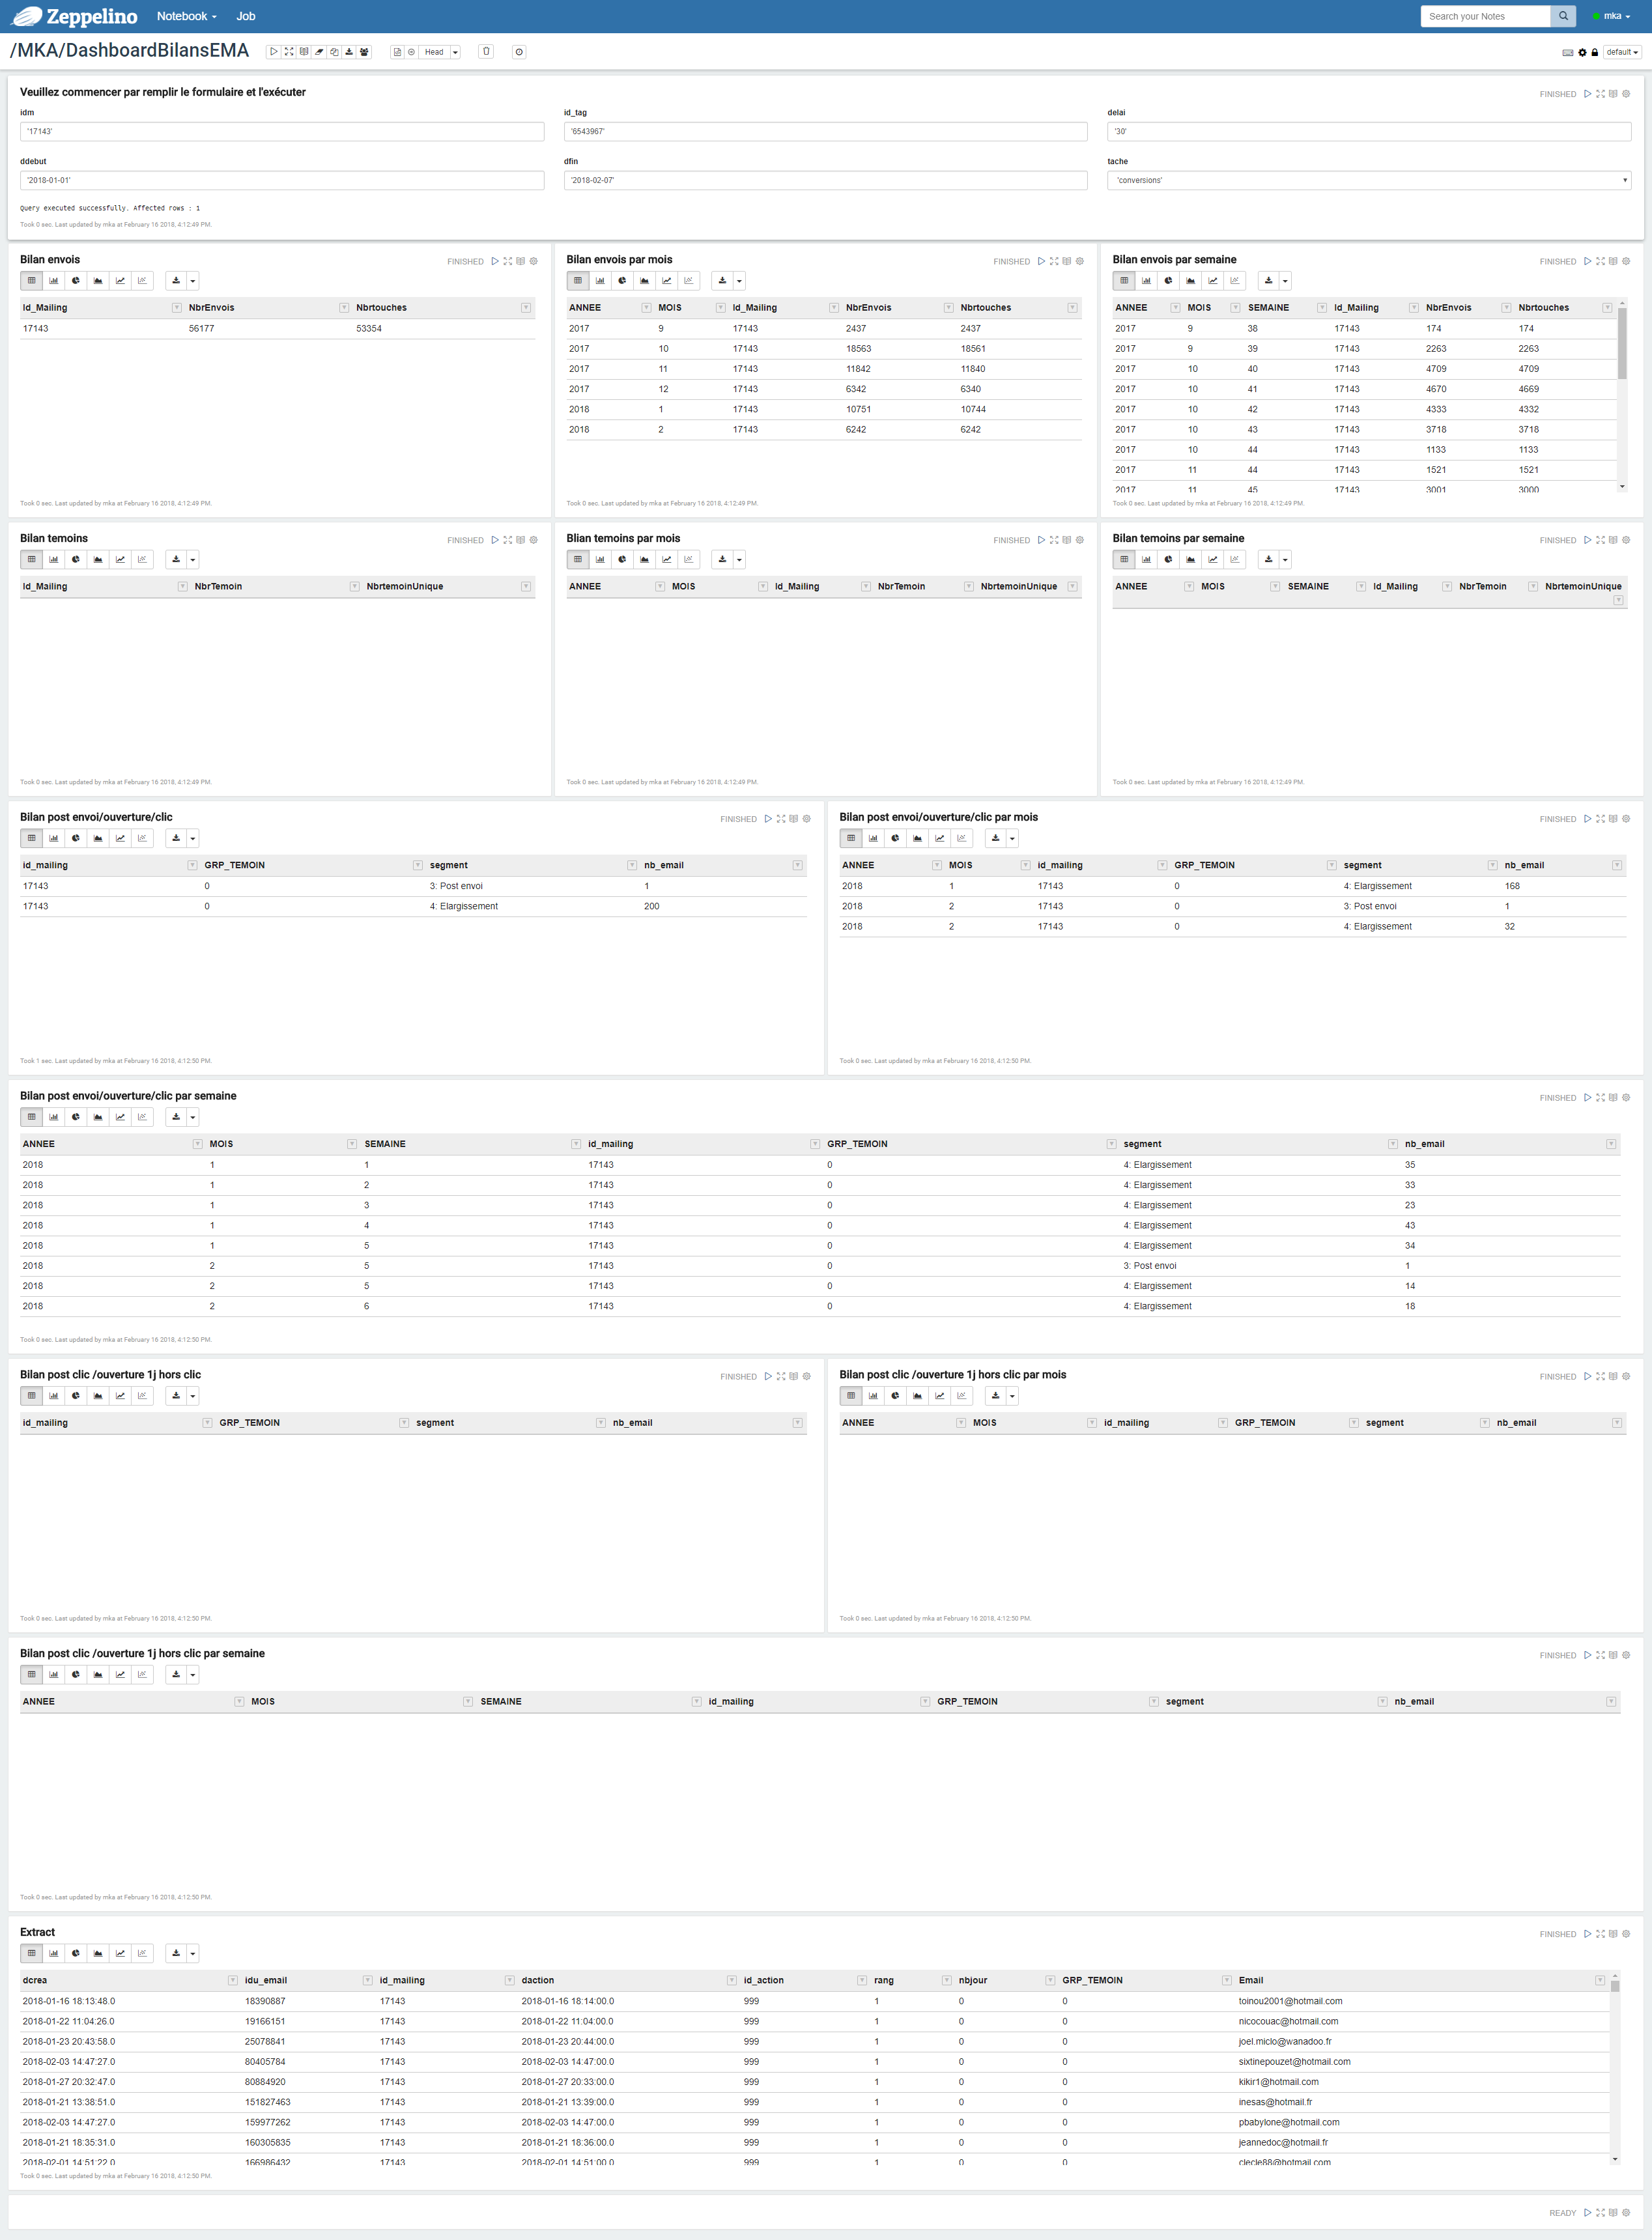 Zeppelino Notebook Job Search your Notes mka
/MKA/DashboardBilansEMA Head default
Veuillez commencer par remplir le formulaire et l'exécuter FINISHED
idm id_tag delai
'17143' '6543967' '30'
ddebut dfin tache
'2018-01-01' '2018-02-07' 'conversions'
Query executed successfully. Affected rows : 1
Took 0 sec. Last updated by mka at February 16 2018, 4:12:49 PM.
Bilan envois FINISHED
Id_Mailing NbrEnvois Nbrtouches
17143 56177 53354
Took 0 sec. Last updated by mka at February 16 2018, 4:12:49 PM.
Bilan envois par mois FINISHED
ANNEE MOIS Id_Mailing NbrEnvois Nbrtouches
2017 9 17143 2437 2437
2017 10 17143 18563 18561
2017 11 17143 11842 11840
2017 12 17143 6342 6340
2018 1 17143 10751 10744
2018 2 17143 6242 6242
Took 0 sec. Last updated by mka at February 16 2018, 4:12:49 PM.
Bilan envois par semaine FINISHED
ANNEE MOIS SEMAINE Id_Mailing NbrEnvois Nbrtouches
2017 9 38 17143 174 174
2017 9 39 17143 2263 2263
2017 10 40 17143 4709 4709
2017 10 41 17143 4670 4669
2017 10 42 17143 4333 4332
2017 10 43 17143 3718 3718
2017 10 44 17143 1133 1133
2017 11 44 17143 1521 1521
2017 11 45 17143 3001 3000
Took 0 sec. Last updated by mka at February 16 2018, 4:12:49 PM.
Bilan temoins FINISHED
Id_Mailing NbrTemoin NbrtemoinUnique
Took 0 sec. Last updated by mka at February 16 2018, 4:12:49 PM.
Bilan temoins par mois FINISHED
ANNEE MOIS Id_Mailing NbrTemoin NbrtemoinUnique
Took 0 sec. Last updated by mka at February 16 2018, 4:12:49 PM.
Bilan temoins par semaine FINISHED
ANNEE MOIS SEMAINE Id_Mailing NbrTemoin NbrtemoinUnique
Took 0 sec. Last updated by mka at February 16 2018, 4:12:49 PM.
Bilan post envoi/ouverture/clic FINISHED
id_mailing GRP_TEMOIN segment nb_email
17143 0 3: Post envoi 1
17143 0 4: Elargissement 200
Took 1 sec. Last updated by mka at February 16 2018, 4:12:50 PM.
Bilan post envoi/ouverture/clic par mois FINISHED
ANNEE MOIS id_mailing GRP_TEMOIN segment nb_email
2018 1 17143 0 4: Elargissement 168
2018 2 17143 0 3: Post envoi 1
2018 2 17143 0 4: Elargissement 32
Took 0 sec. Last updated by mka at February 16 2018, 4:12:50 PM.
Bilan post envoi/ouverture/clic par semaine FINISHED
ANNEE MOIS SEMAINE id_mailing GRP_TEMOIN segment nb_email
2018 1 1 17143 0 4: Elargissement 35
2018 1 2 17143 0 4: Elargissement 33
2018 1 3 17143 0 4: Elargissement 23
2018 1 4 17143 0 4: Elargissement 43
2018 1 5 17143 0 4: Elargissement 34
2018 2 5 17143 0 3: Post envoi 1
2018 2 5 17143 0 4: Elargissement 14
2018 2 6 17143 0 4: Elargissement 18
Took 0 sec. Last updated by mka at February 16 2018, 4:12:50 PM.
Bilan post clic /ouverture 1j hors clic FINISHED
id_mailing GRP_TEMOIN segment nb_email
Took 0 sec. Last updated by mka at February 16 2018, 4:12:50 PM.
Bilan post clic /ouverture 1j hors clic par mois FINISHED
ANNEE MOIS id_mailing GRP_TEMOIN segment nb_email
Took 0 sec. Last updated by mka at February 16 2018, 4:12:50 PM.
Bilan post clic /ouverture 1j hors clic par semaine FINISHED
ANNEE MOIS SEMAINE id_mailing GRP_TEMOIN segment nb_email
Took 0 sec. Last updated by mka at February 16 2018, 4:12:50 PM.
Extract FINISHED
dcrea idu_email id_mailing daction id_action rang nbjour GRP_TEMOIN Email
2018-01-16 18:13:48.0 18390887 17143 2018-01-16 18:14:00.0 999 1 0 0 toinou2001@hotmail.com
2018-01-22 11:04:26.0 19166151 17143 2018-01-22 11:04:00.0 999 1 0 0 nicocouac@hotmail.com
2018-01-23 20:43:58.0 25078841 17143 2018-01-23 20:44:00.0 999 1 0 0 joel.miclo@wanadoo.fr
2018-02-03 14:47:27.0 80405784 17143 2018-02-03 14:47:00.0 999 1 0 0 sixtinepouzet@hotmail.com
2018-01-27 20:32:47.0 80884920 17143 2018-01-27 20:33:00.0 999 1 0 0 kikir1@hotmail.com
2018-01-21 13:38:51.0 151827463 17143 2018-01-21 13:39:00.0 999 1 0 0 inesas@hotmail.fr
2018-02-03 14:47:27.0 159977262 17143 2018-02-03 14:47:00.0 999 1 0 0 pbabylone@hotmail.com
2018-01-21 18:35:31.0 160305835 17143 2018-01-21 18:36:00.0 999 1 0 0 jeannedoc@hotmail.fr
2018-02-01 14:51:22.0 166986432 17143 2018-02-01 14:51:00.0 999 1 0 0 clecle88@hotmail.com
Took 0 sec. Last updated by mka at February 16 2018, 4:12:50 PM.
READY